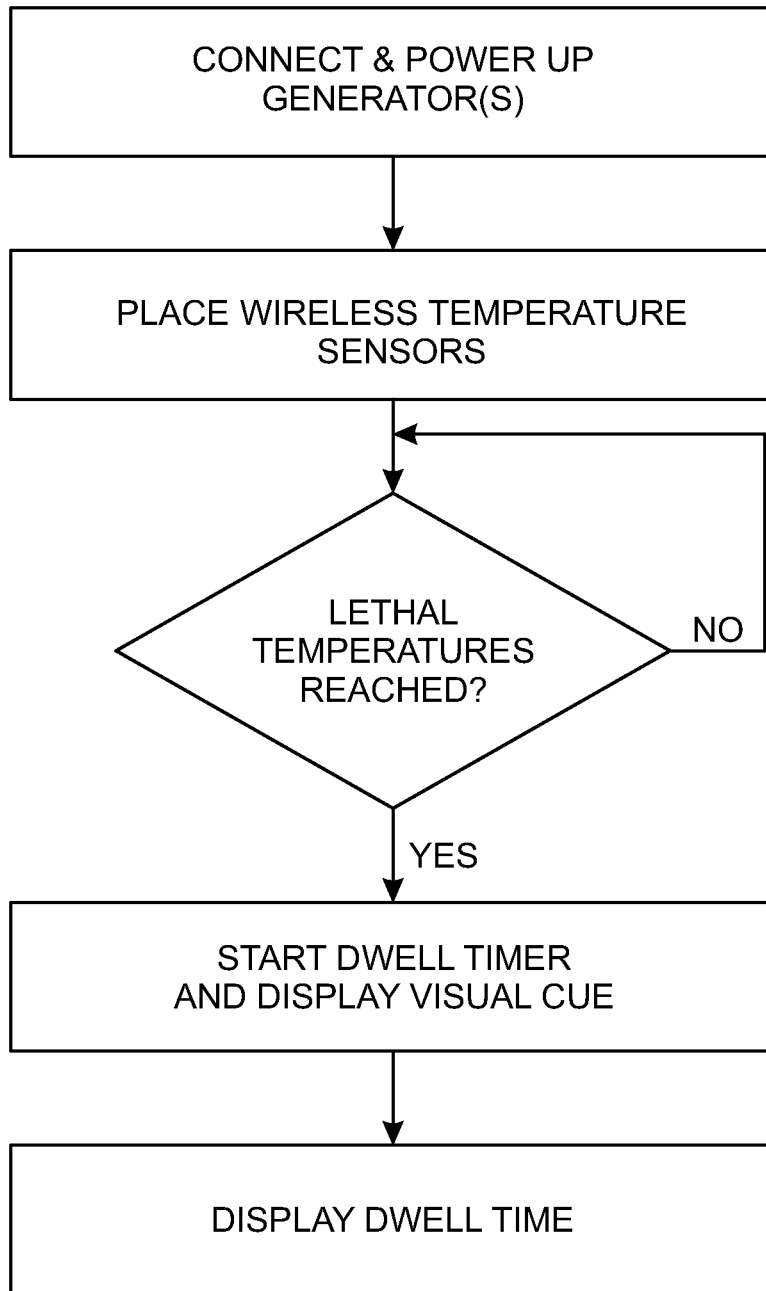 CONNECT & POWER UP
GENERATOR(S)
PLACE WIRELESS TEMPERATURE
SENSORS
LETHAL
TEMPERATURES
REACHED?
NO
YES
START DWELL TIMER
AND DISPLAY VISUAL CUE
DISPLAY DWELL TIME